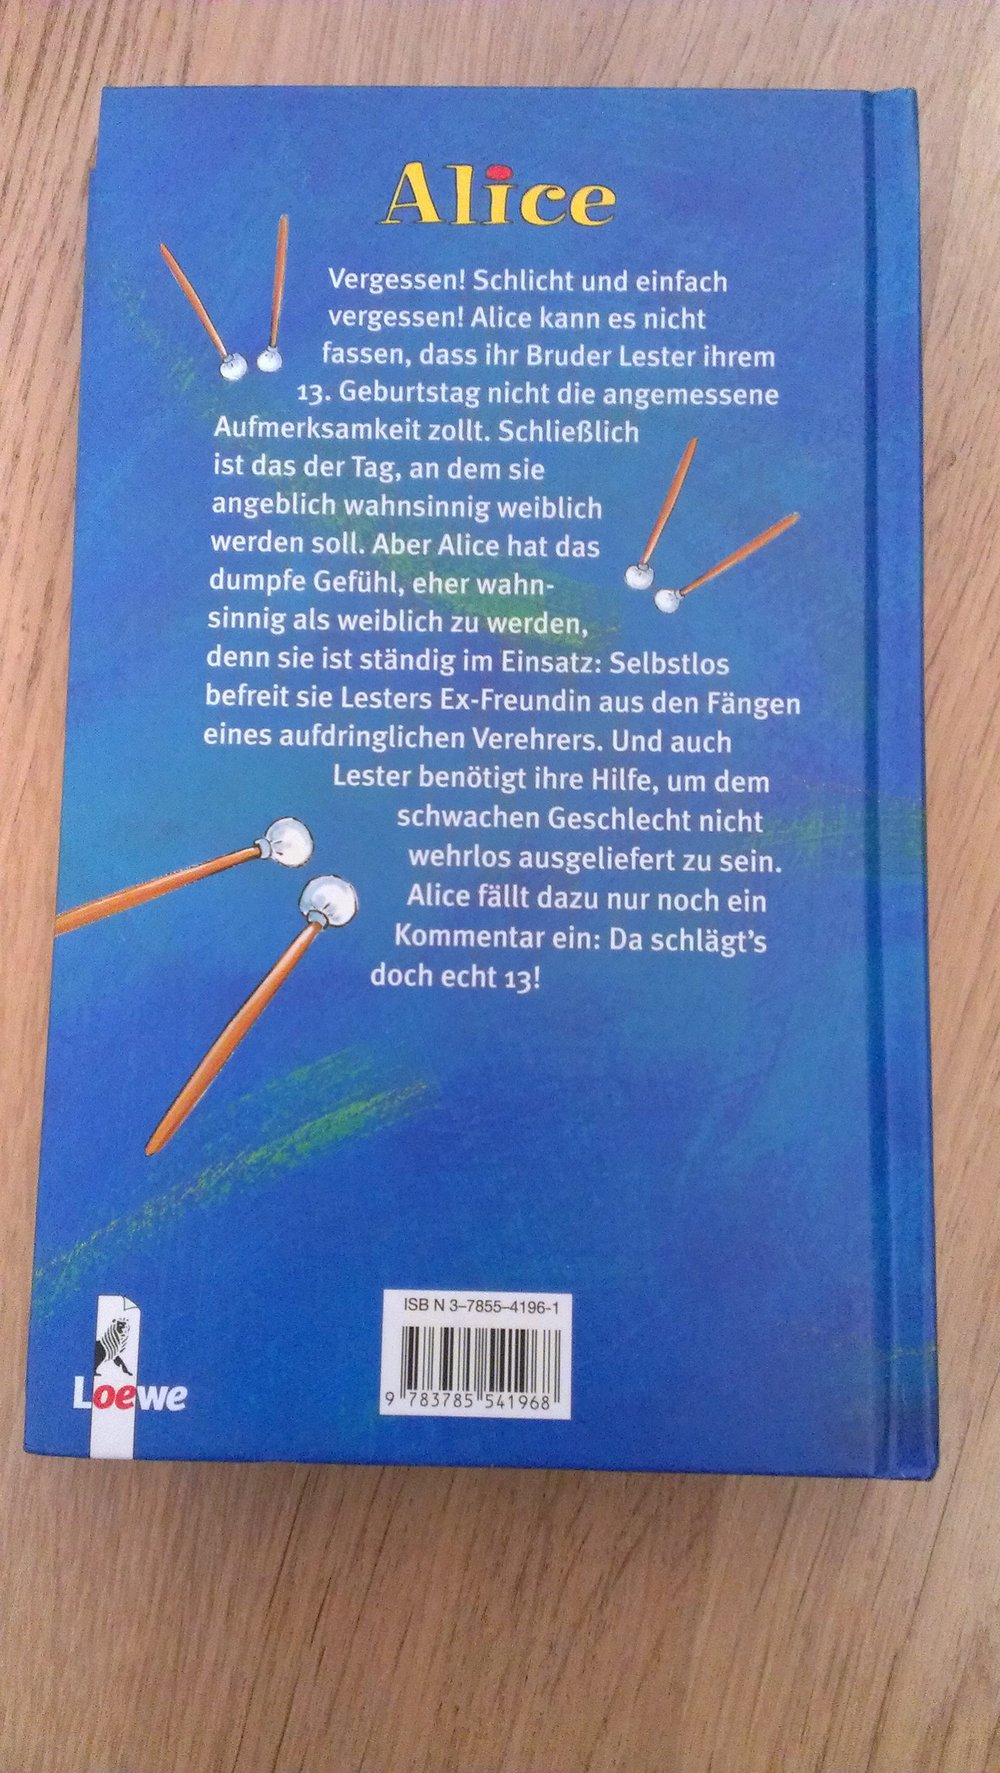 Alice
Vergessen! Schlicht und einfach
vergessen! Alice kann es nicht
fassen, dass ihr Bruder Lester ihrem
13. Geburtstag nicht die angemessene
Aufmerksamkeit zollt. Schließlich
ist das der Tag, an dem sie
angeblich wahnsinnig weiblich
werden soll. Aber Alice hat das
dumpfe Gefühl, eher wahn-
sinnig als weiblich zu werden,
denn sie ist ständig im Einsatz: Selbstlos
befreit sie Lesters Ex-Freundin aus den Fängen
eines aufdringlichen Verehrers. Und auch
Lester benötigt ihre Hilfe, um dem
schwachen Geschlecht nicht
wehrlos ausgeliefert zu sein.
Alice fällt dazu nur noch ein
Kommentar ein: Da schlägt's
doch echt 13!
ISBN 3–7855–4196–1
9 783785 541968
Loewe